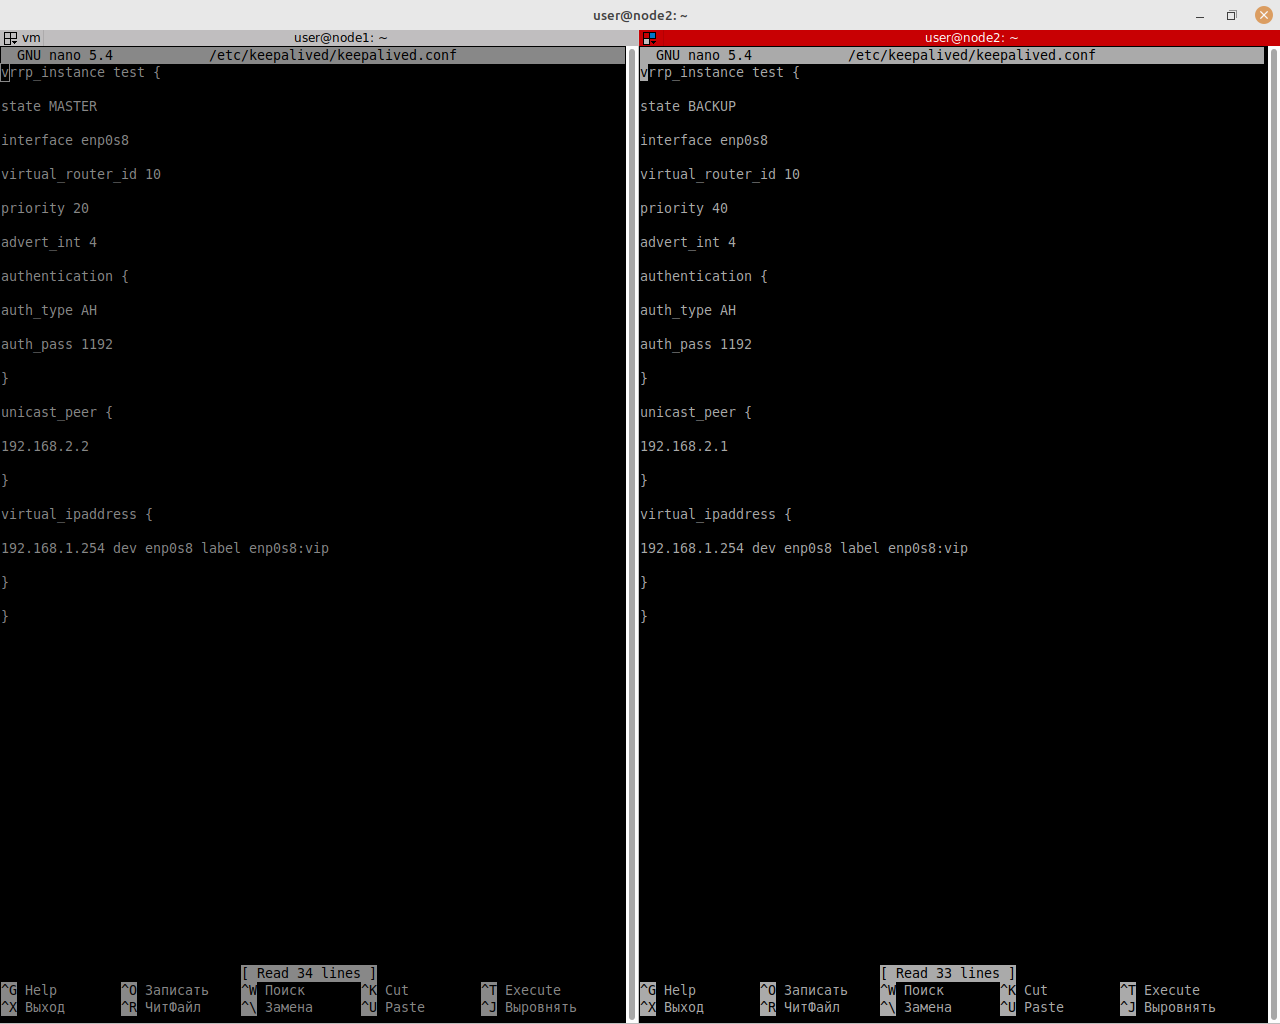 user@node2: ~
vm
user@node1: ~
GNU nano 5.4 /etc/keepalived/keepalived.conf
vrrp_instance test {
state MASTER
interface enp0s8
virtual_router_id 10
priority 20
advert_int 4
authentication {
auth_type AH
auth_pass 1192
}
unicast_peer {
192.168.2.2
}
virtual_ipaddress {
192.168.1.254 dev enp0s8 label enp0s8:vip
}
}
[ Read 34 lines ]
^G Help ^O Записать ^W Поиск ^K Cut ^T Execute
^X Выход ^R ЧитФайл ^\ Замена ^U Paste ^J Выровнять
user@node2: ~
GNU nano 5.4 /etc/keepalived/keepalived.conf
vrrp_instance test {
state BACKUP
interface enp0s8
virtual_router_id 10
priority 40
advert_int 4
authentication {
auth_type AH
auth_pass 1192
}
unicast_peer {
192.168.2.1
}
virtual_ipaddress {
192.168.1.254 dev enp0s8 label enp0s8:vip
}
}
[ Read 33 lines ]
^G Help ^O Записать ^W Поиск ^K Cut ^T Execute
^X Выход ^R ЧитФайл ^\ Замена ^U Paste ^J Выровнять